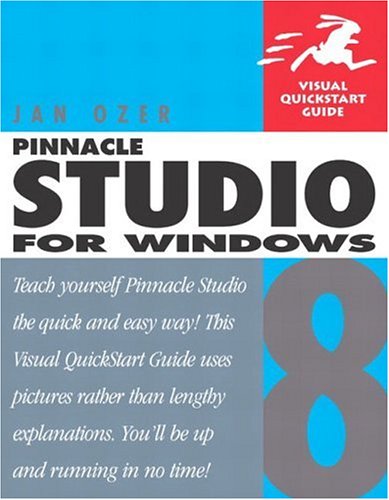 VISUAL
QUICKSTART
GUIDE
JAN OZER
PINNACLE
STUDIO
FOR WINDOWS
8
Teach yourself Pinnacle Studio
the quick and easy way! This
Visual QuickStart Guide uses
pictures rather than lengthy
explanations. You'll be up
and running in no time!